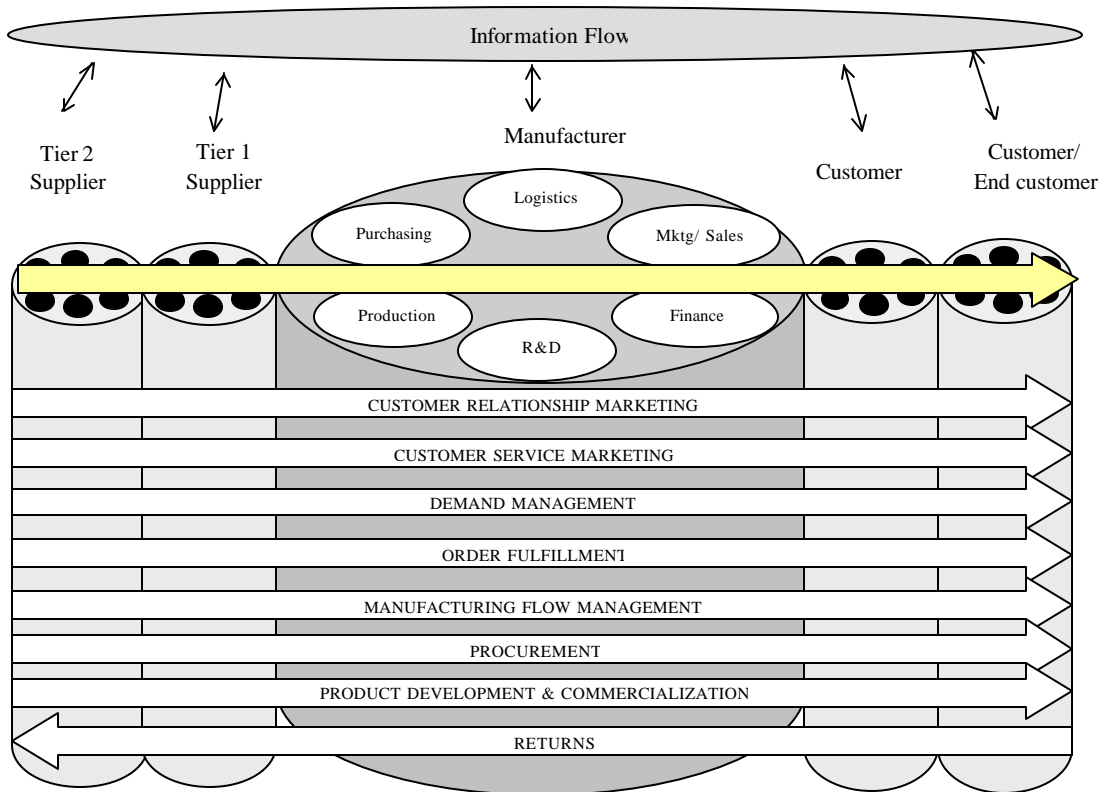 Information Flow
Manufacturer
Tier 2
Supplier
Tier 1
Supplier
Customer
Customer/
End customer
Logistics
Purchasing
Mktg/ Sales
Production
Finance
R&D
CUSTOMER RELATIONSHIP MARKETING
CUSTOMER SERVICE MARKETING
DEMAND MANAGEMENT
ORDER FULFILLMENT
MANUFACTURING FLOW MANAGEMENT
PROCUREMENT
PRODUCT DEVELOPMENT & COMMERCIALIZATION
RETURNS